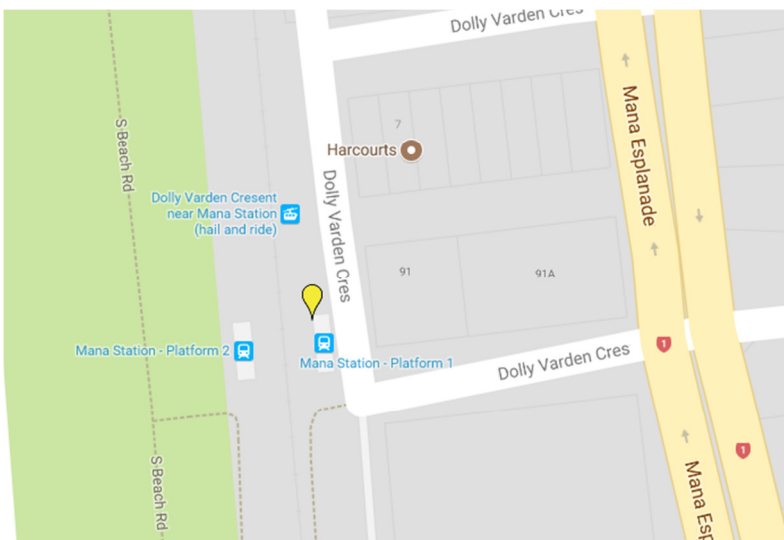 Dolly Varden Cres
S Beach Rd
7
Harcourts
Mana Esplanade
Dolly Varden Cresent
near Mana Station
(hail and ride)
Dolly Varden Cres
91
91A
Mana Station - Platform 2
Mana Station - Platform 1
Dolly Varden Cres
1
1
S Beach Rd
Mana Esp